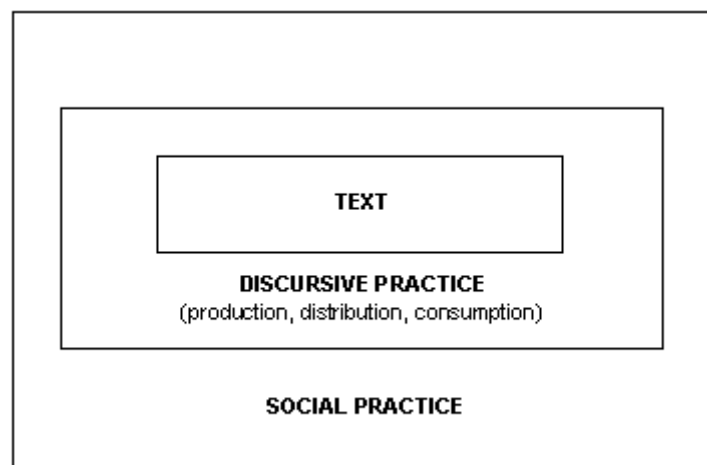 TEXT
DISCURSIVE PRACTICE
(production, distribution, consumption)
SOCIAL PRACTICE